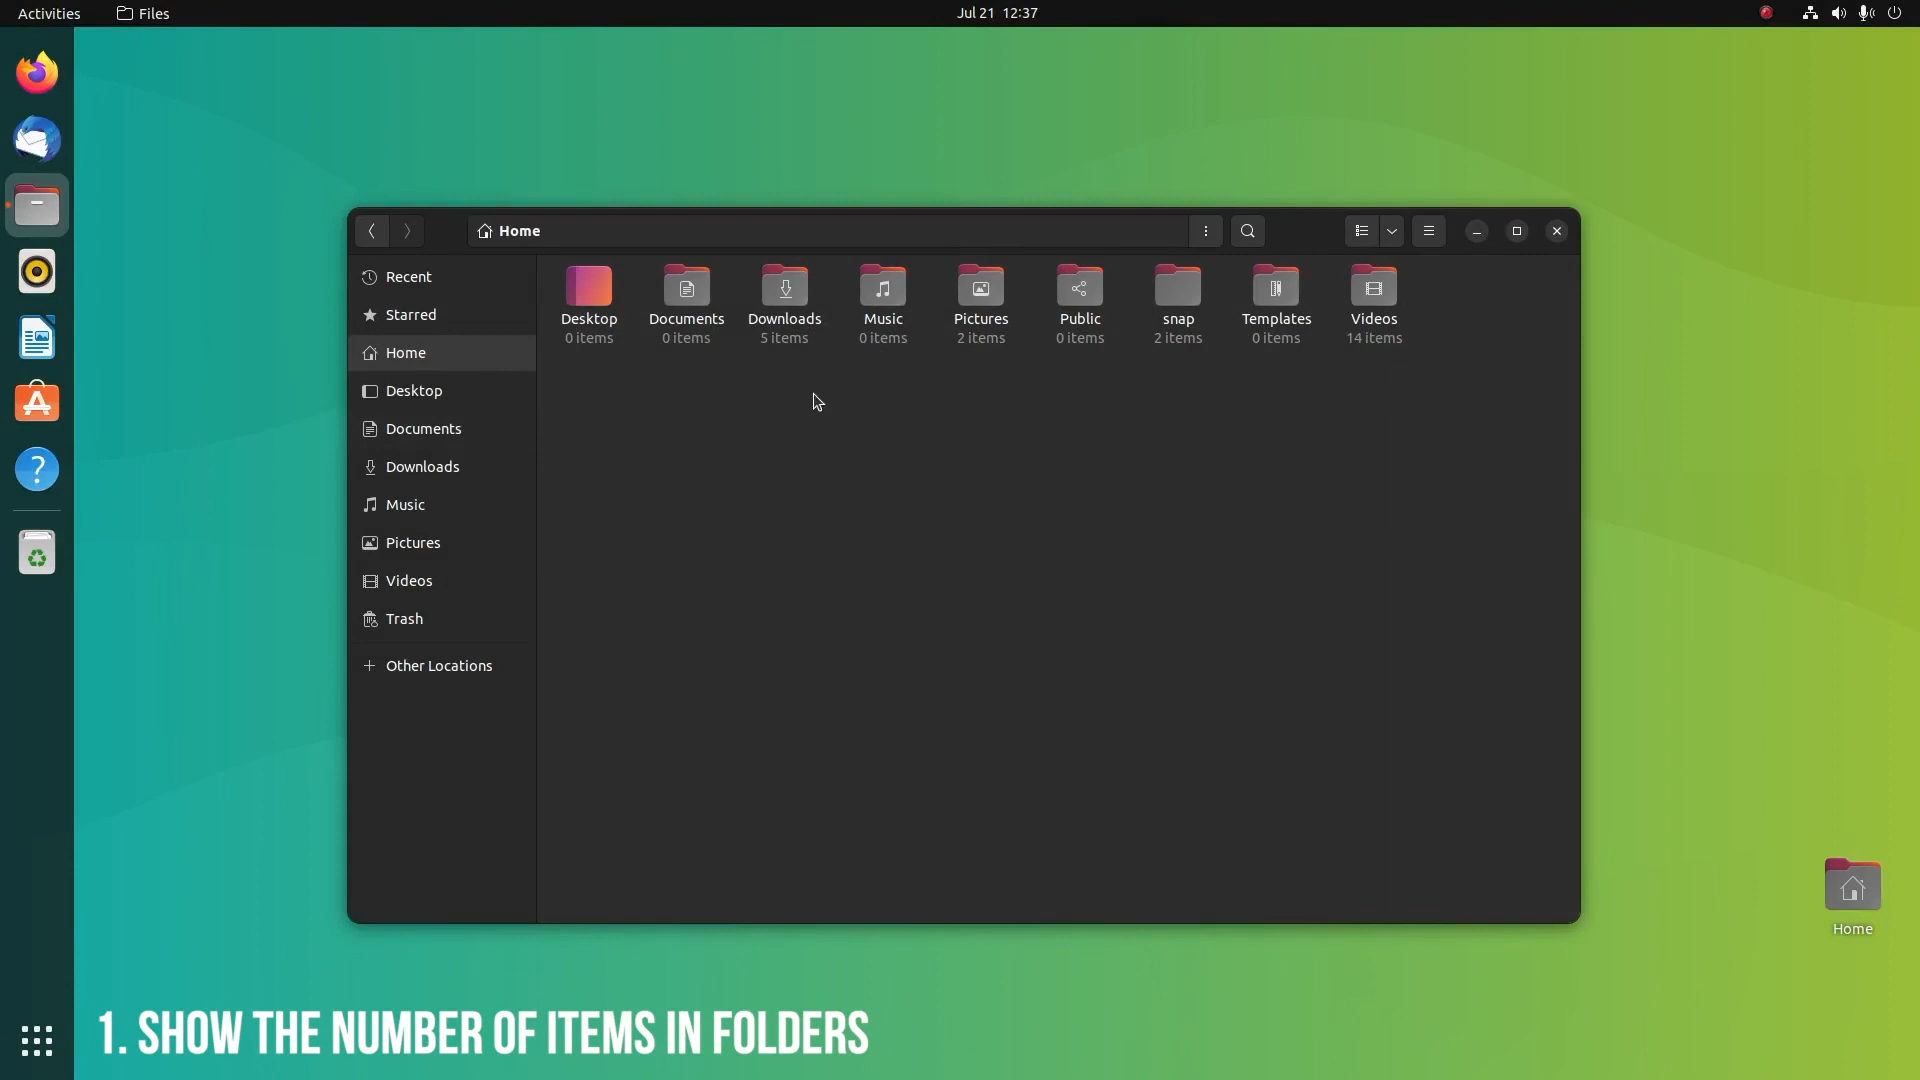 Activities
Files
Jul 21 12:37
Home
Recent
Starred
Home
Desktop
Documents
Downloads
Music
Pictures
Videos
Trash
Other Locations
Desktop
0 items
Documents
0 items
Downloads
5 items
Music
0 items
Pictures
2 items
Public
0 items
snap
2 items
Templates
0 items
Videos
14 items
Home
1. SHOW THE NUMBER OF ITEMS IN FOLDERS